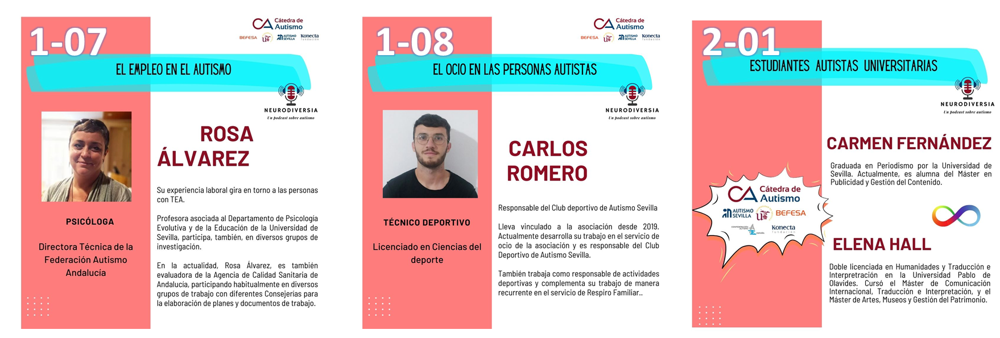 1-07
Cátedra de
Autismo
BEFESA
us
AUTISMO
SEVILLA
Konecta
fundación
EL EMPLEO EN EL AUTISMO
NEURODIVERSIA
Un podcast sobre autismo
ROSA
ÁLVAREZ
PSICÓLOGA
Directora Técnica de la
Federación Autismo
Andalucía
Su experiencia laboral gira en torno a las personas
con TEA.
Profesora asociada al Departamento de Psicología
Evolutiva y de la Educación de la Universidad de
Sevilla, participa, también, en diversos grupos de
investigación.
En la actualidad, Rosa Álvarez, es también
evaluadora de la Agencia de Calidad Sanitaria de
Andalucía, participando habitualmente en diversos
grupos de trabajo con diferentes Consejerías para
la elaboración de planes y documentos de trabajo.
1-08
Cátedra de
Autismo
BEFESA
us
AUTISMO
SEVILLA
Konecta
fundación
EL OCIO EN LAS PERSONAS AUTISTAS
NEURODIVERSIA
Un podcast sobre autismo
CARLOS
ROMERO
TÉCNICO DEPORTIVO
Licenciado en Ciencias del
deporte
Responsable del Club deportivo de Autismo Sevilla
Lleva vinculado a la asociación desde 2019.
Actualmente desarrolla su trabajo en el servicio de
ocio de la asociación y es responsable del Club
Deportivo de Autismo Sevilla.
También trabaja como responsable de actividades
deportivas y complementa su trabajo de manera
recurrente en el servicio de Respiro Familiar..
2-01
ESTUDIANTES AUTISTAS UNIVERSITARIAS
NEURODIVERSIA
Un podcast sobre autismo
CARMEN FERNÁNDEZ
Graduada en Periodismo por la Universidad de
Sevilla. Actualmente, es alumna del Máster en
Publicidad y Gestión del Contenido.
Cátedra de
Autismo
AUTISMO
SEVILLA
us
BEFESA
CONFEDERACIÓN
AUTISMO
AE
ESPAÑA
Konecta
fundación
ELENA HALL
Doble licenciada en Humanidades y Traducción e
Interpretración en la Universidad Pablo de
Olavides. Cursó el Máster de Comunicación
Internacional, Traducción e Interpretación, y el
Máster de Artes, Museos y Gestión del Patrimonio.